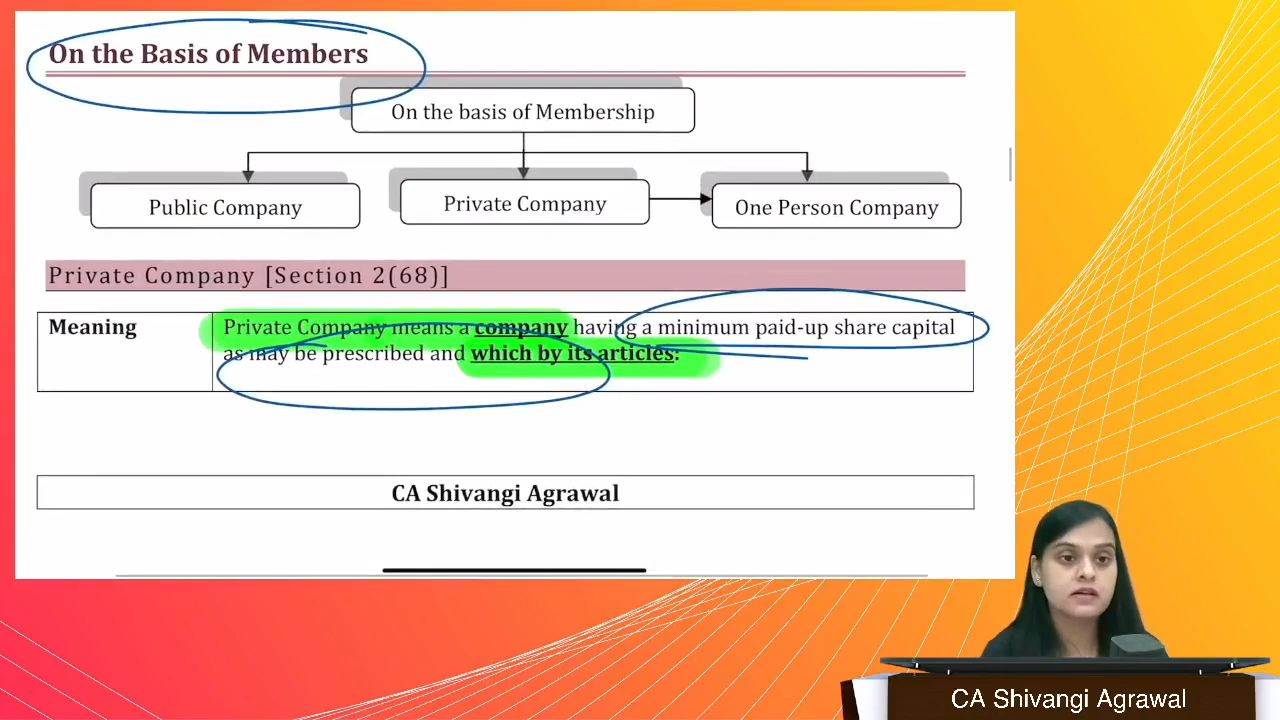 On the Basis of Members
On the basis of Membership
Public Company
Private Company
One Person Company
Private Company [Section 2(68)]
Meaning
Private Company means a company having a minimum paid-up share capital
as may be prescribed and which by its articles:
CA Shivangi Agrawal
CA Shivangi Agrawal